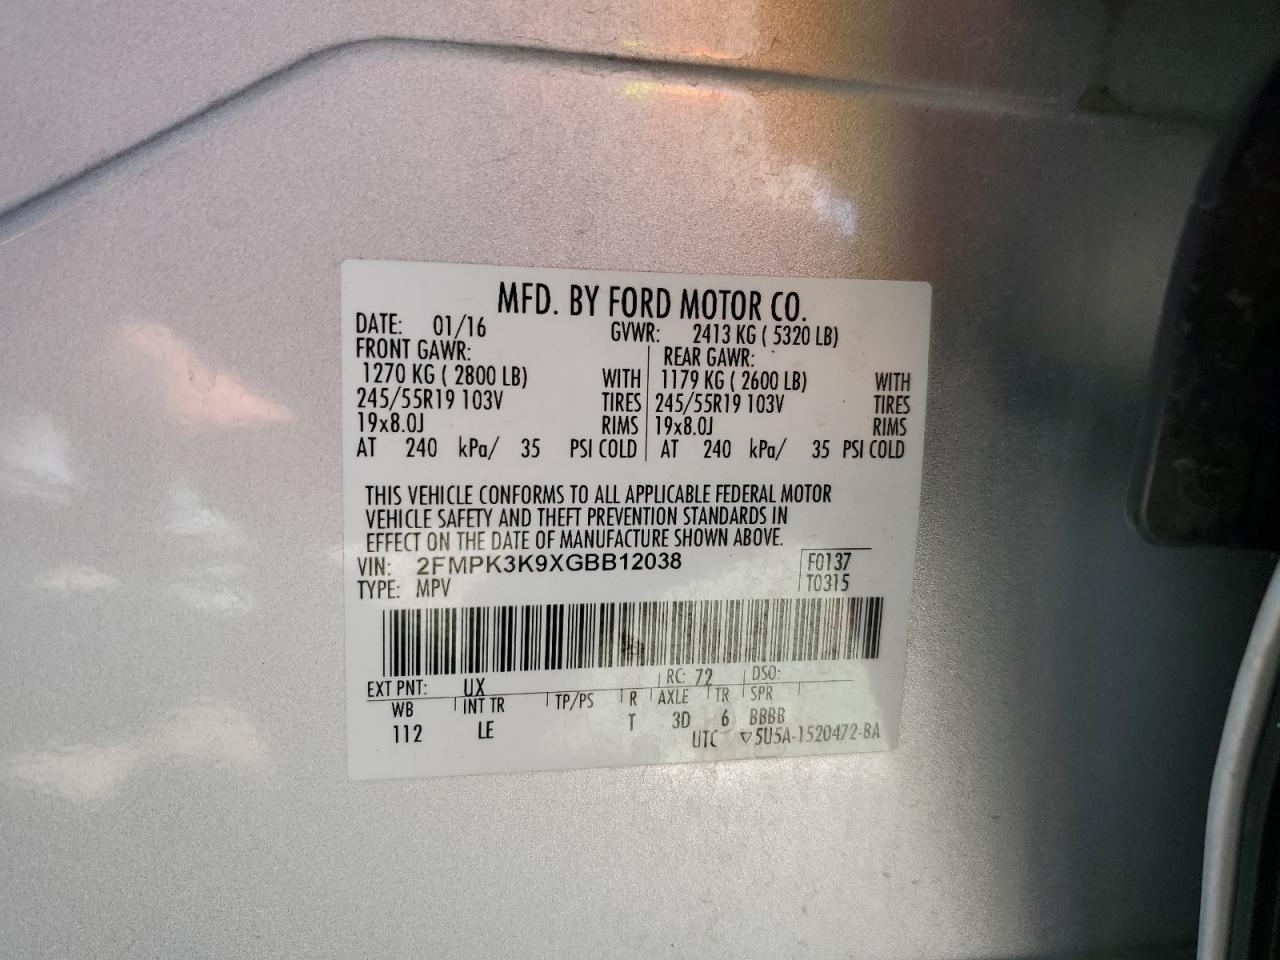 MFD. BY FORD MOTOR CO.
DATE: 01/16 GVWR: 2413 KG ( 5320 LB)
FRONT GAWR: REAR GAWR:
1270 KG ( 2800 LB) WITH 1179 KG ( 2600 LB) WITH
245/55R19 103V TIRES 245/55R19 103V TIRES
19x8.0J RIMS 19x8.0J RIMS
AT 240 kPa/ 35 PSI COLD AT 240 kPa/ 35 PSI COLD
THIS VEHICLE CONFORMS TO ALL APPLICABLE FEDERAL MOTOR
VEHICLE SAFETY AND THEFT PREVENTION STANDARDS IN
EFFECT ON THE DATE OF MANUFACTURE SHOWN ABOVE.
VIN: 2FMPK3K9XGBB12038 F0137
TYPE: MPV T0315
EXT PNT: UX RC: 72 DSO:
WB INT TR TP/PS R AXLE TR SPR
112 LE T 3D 6 BBBB
UTC ▽5U5A-1520472-BA